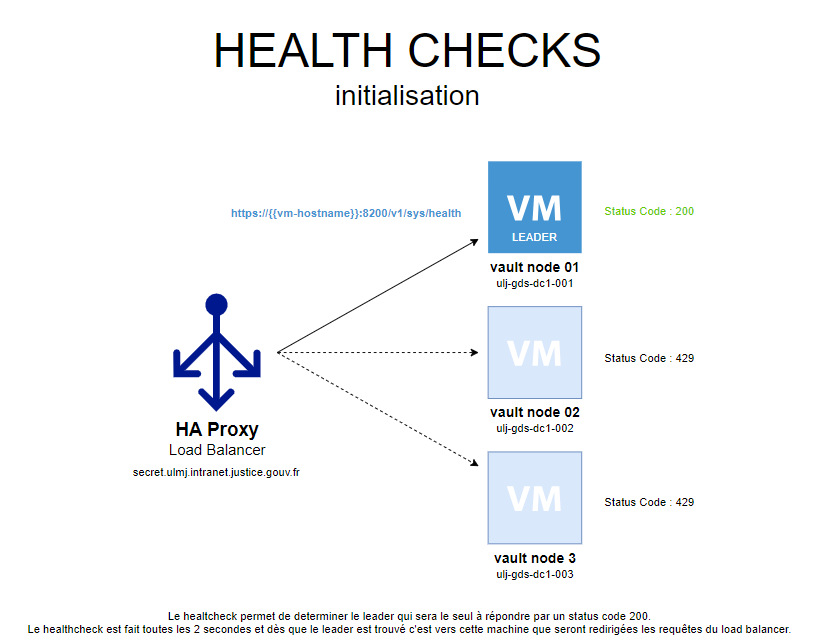 HEALTH CHECKS
initialisation
https://{{vm-hostname}}:8200/v1/sys/health
VM
LEADER
Status Code : 200
vault node 01
ulj-gds-dc1-001
VM
Status Code : 429
vault node 02
ulj-gds-dc1-002
HA Proxy
Load Balancer
secret.ulmj.intranet.justice.gouv.fr
VM
Status Code : 429
vault node 3
ulj-gds-dc1-003
Le healtcheck permet de determiner le leader qui sera le seul à répondre par un status code 200.
Le healthcheck est fait toutes les 2 secondes et dès que le leader est trouvé c'est vers cette machine que seront redirigées les requêtes du load balancer.